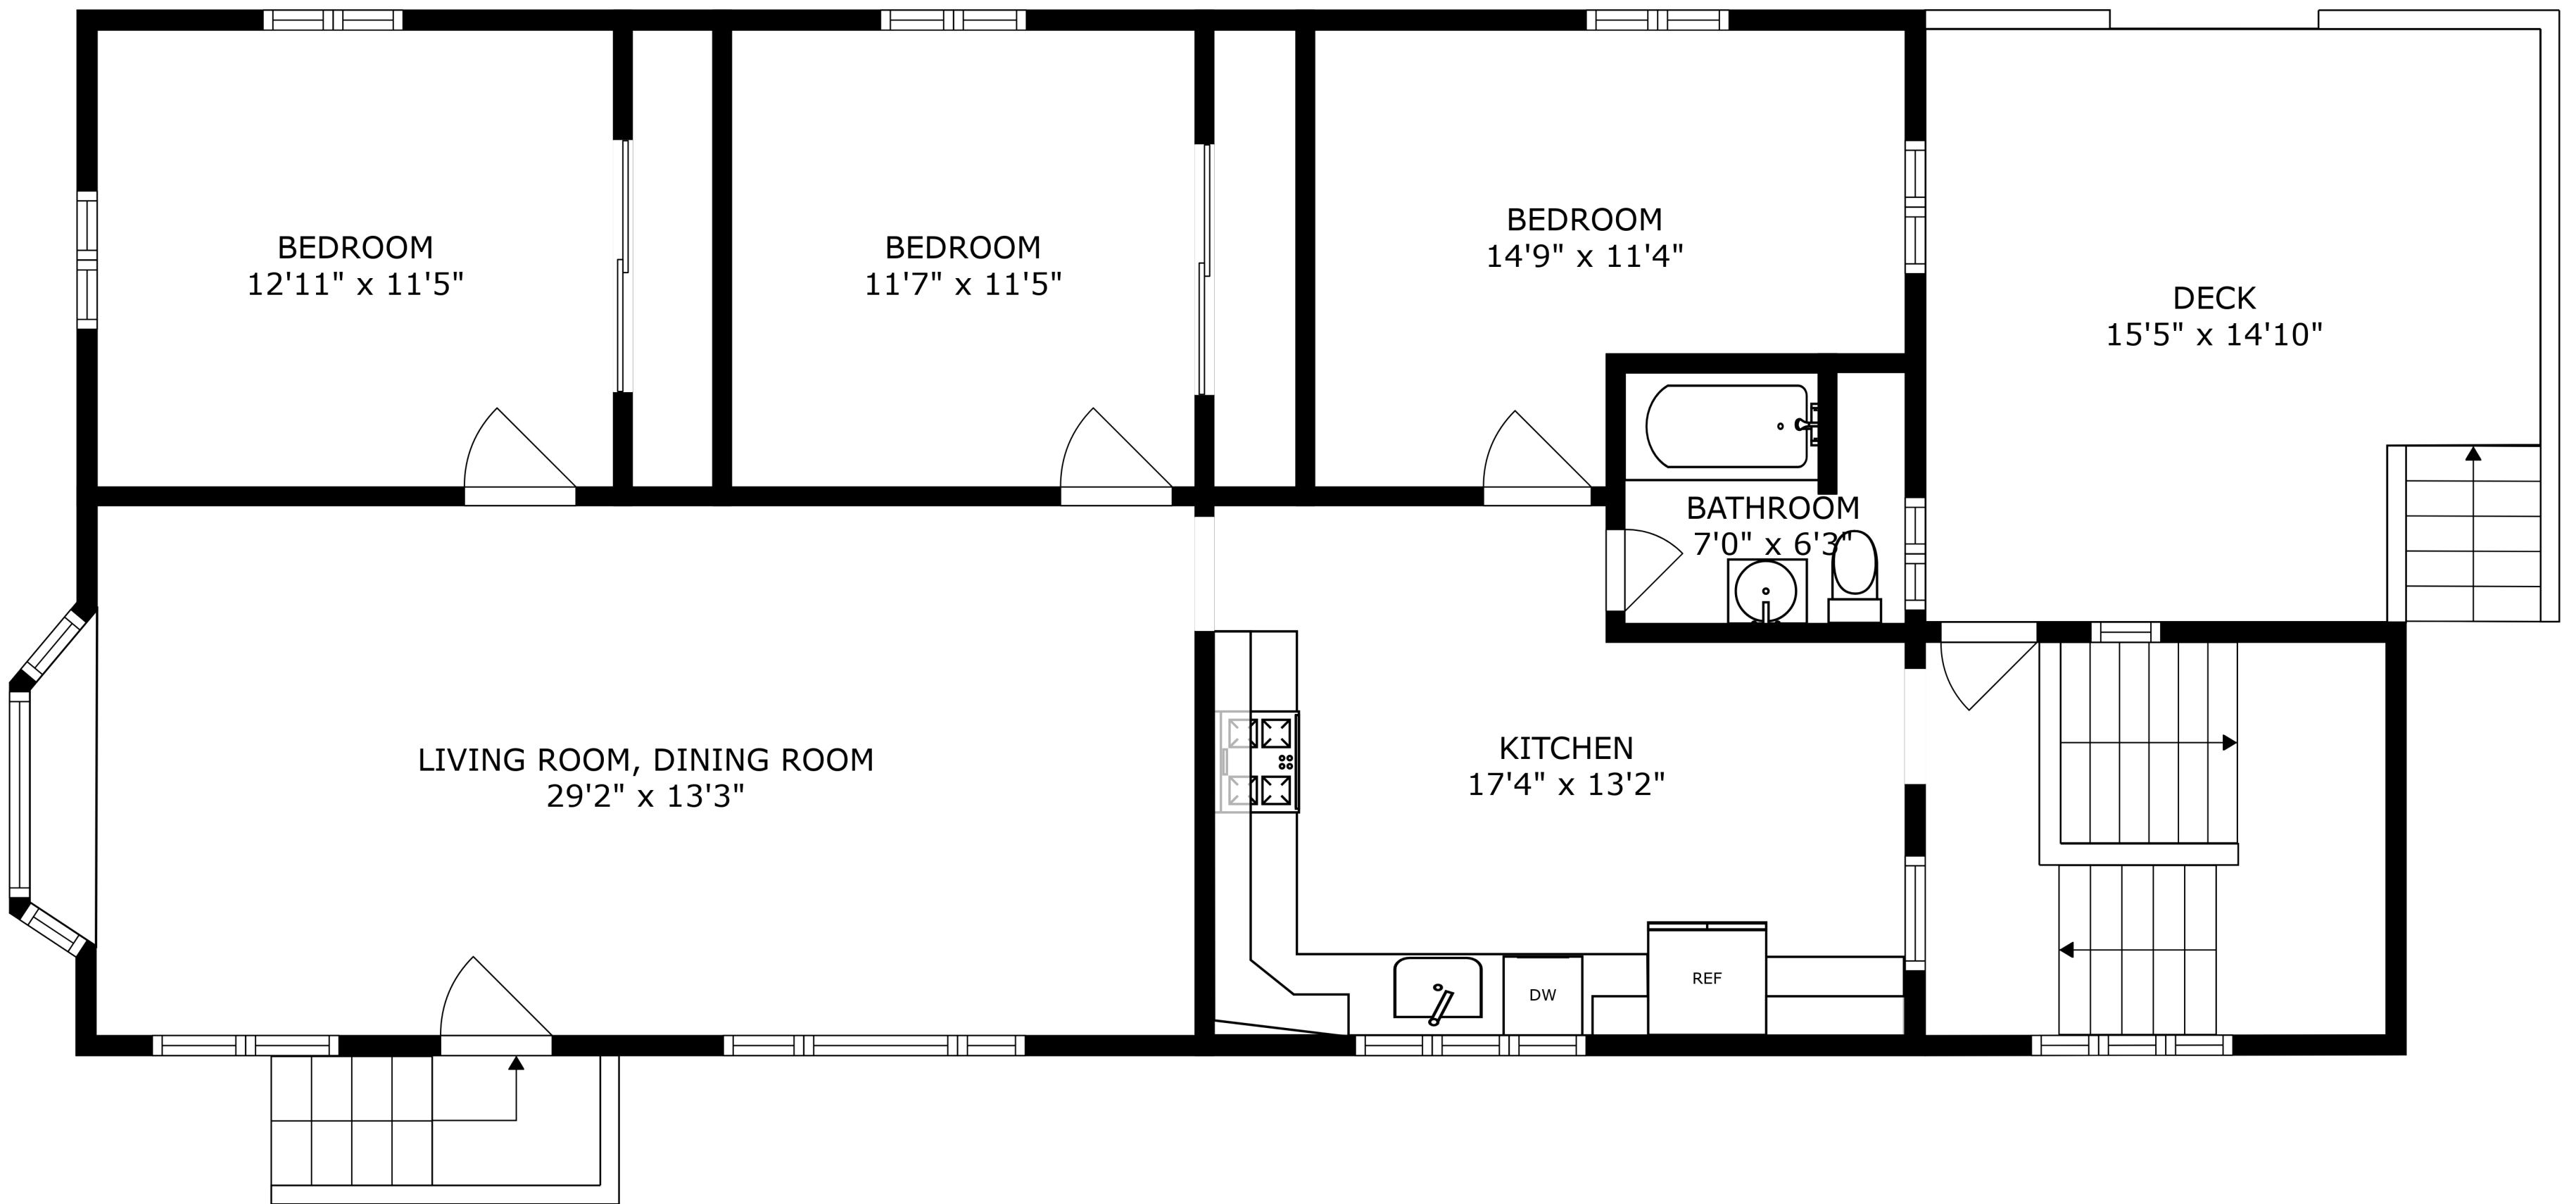 BEDROOM
12'11" x 11'5"
BEDROOM
11'7" x 11'5"
BEDROOM
14'9" x 11'4"
DECK
15'5" x 14'10"
BATHROOM
7'0" x 6'3"
LIVING ROOM, DINING ROOM
29'2" x 13'3"
KITCHEN
17'4" x 13'2"
DW
REF